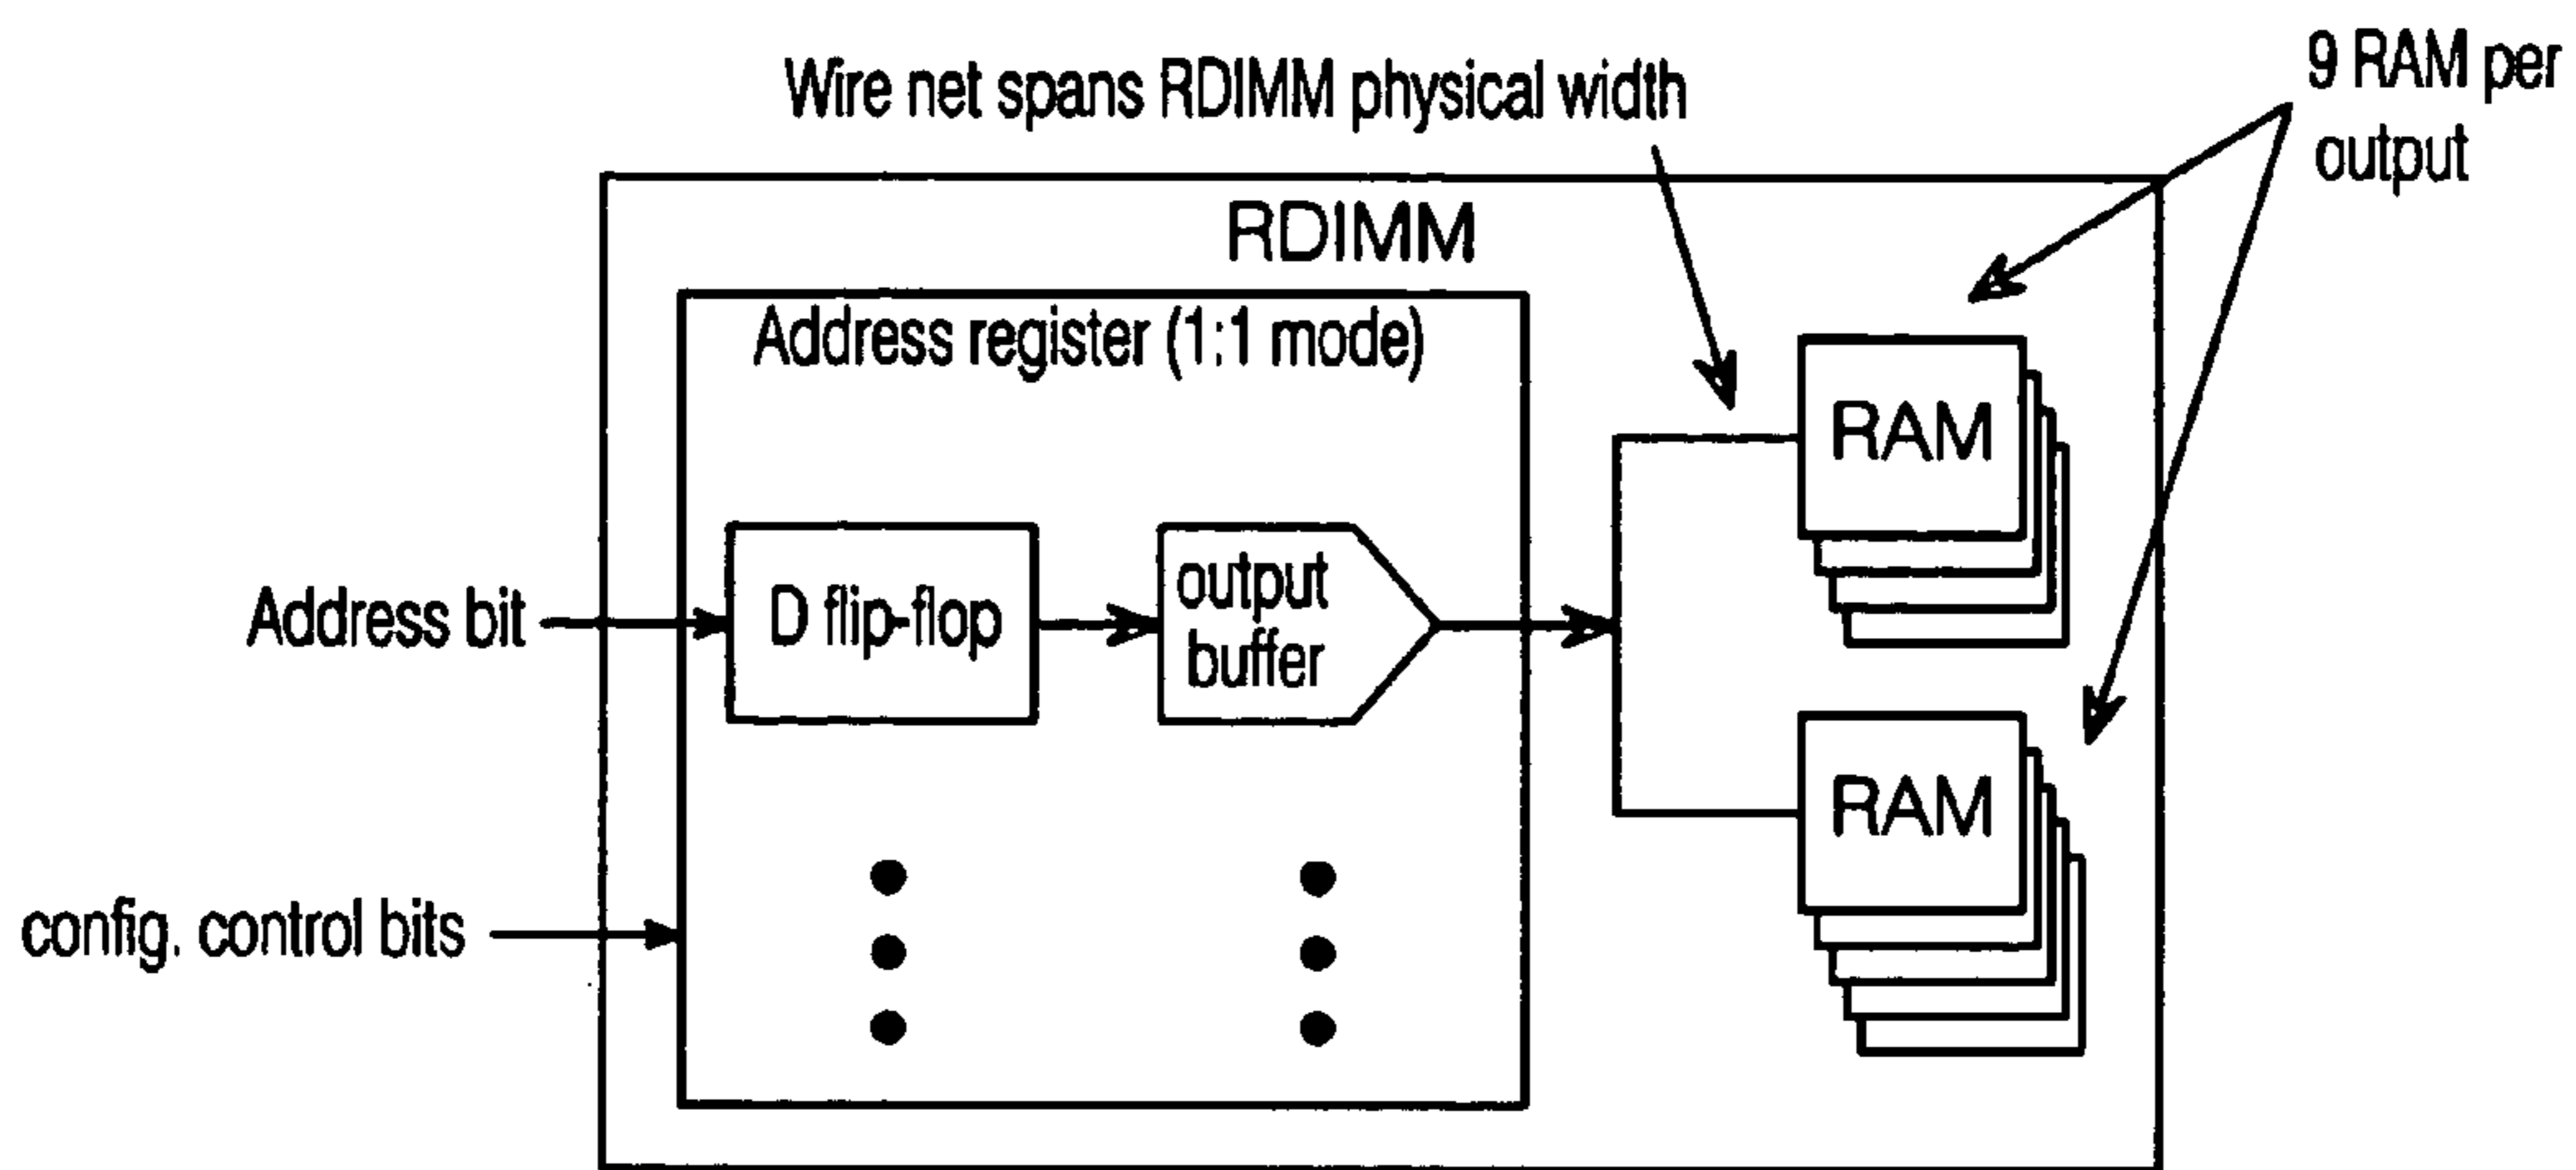 Wire net spans RDIMM physical width
9 RAM per
output
RDIMM
Address register (1:1 mode)
RAM
Address bit
D flip-flop
output
buffer
RAM
config. control bits